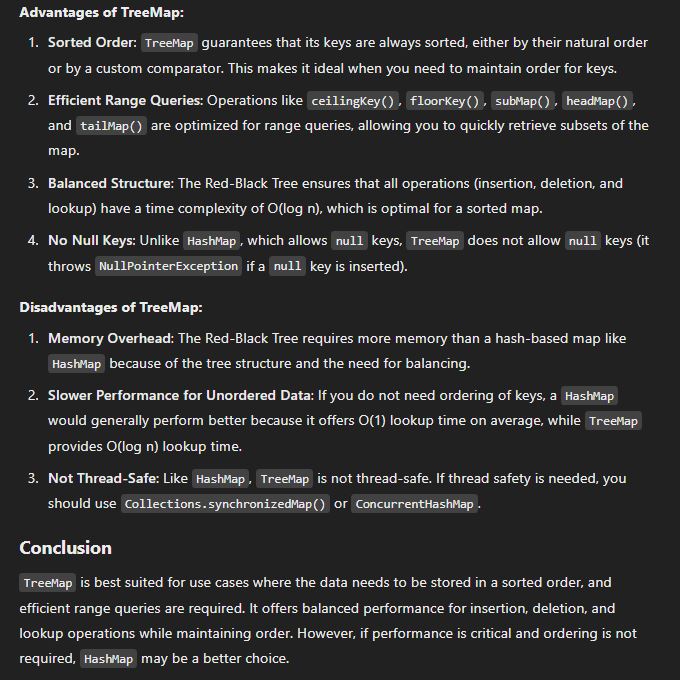 Advantages of TreeMap:
1. Sorted Order: TreeMap guarantees that its keys are always sorted, either by their natural order
or by a custom comparator. This makes it ideal when you need to maintain order for keys.
2. Efficient Range Queries: Operations like ceilingKey(), floorKey(), subMap(), headMap(),
and tailMap() are optimized for range queries, allowing you to quickly retrieve subsets of the
map.
3. Balanced Structure: The Red-Black Tree ensures that all operations (insertion, deletion, and
lookup) have a time complexity of O(log n), which is optimal for a sorted map.
4. No Null Keys: Unlike HashMap, which allows null keys, TreeMap does not allow null keys (it
throws NullPointerException if a null key is inserted).
Disadvantages of TreeMap:
1. Memory Overhead: The Red-Black Tree requires more memory than a hash-based map like
HashMap because of the tree structure and the need for balancing.
2. Slower Performance for Unordered Data: If you do not need ordering of keys, a HashMap
would generally perform better because it offers O(1) lookup time on average, while TreeMap
provides O(log n) lookup time.
3. Not Thread-Safe: Like HashMap, TreeMap is not thread-safe. If thread safety is needed, you
should use Collections.synchronizedMap() or ConcurrentHashMap.
Conclusion
TreeMap is best suited for use cases where the data needs to be stored in a sorted order, and
efficient range queries are required. It offers balanced performance for insertion, deletion, and
lookup operations while maintaining order. However, if performance is critical and ordering is not
required, HashMap may be a better choice.